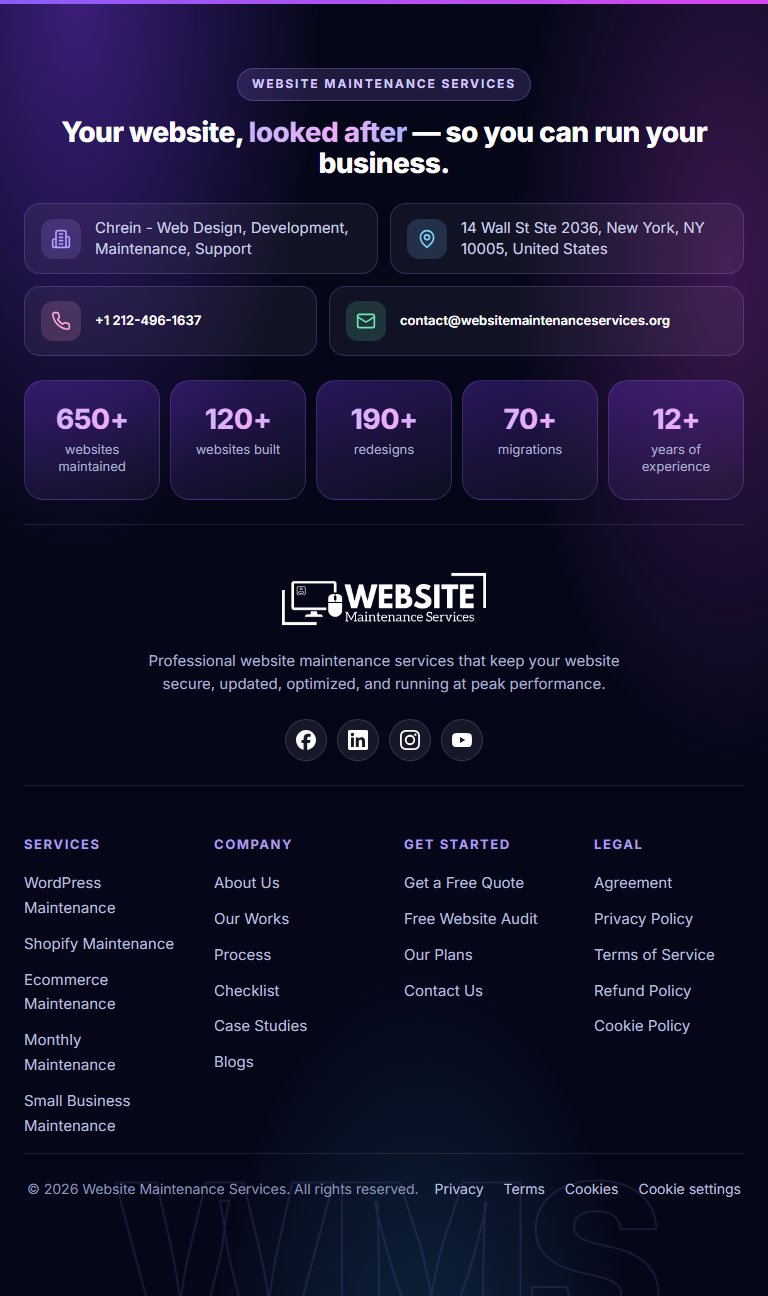 WEBSITE MAINTENANCE SERVICES
Your website, looked after — so you can run your
business.
Chrein - Web Design, Development,
Maintenance, Support
14 Wall St Ste 2036, New York, NY
10005, United States
+1 212-496-1637
contact@websitemaintenanceservices.org
650+
websites
maintained
120+
websites built
190+
redesigns
70+
migrations
12+
years of
experience
WEBSITE
Maintenance Services
Professional website maintenance services that keep your website
secure, updated, optimized, and running at peak performance.
SERVICES
WordPress
Maintenance
Shopify Maintenance
Ecommerce
Maintenance
Monthly
Maintenance
Small Business
Maintenance
COMPANY
About Us
Our Works
Process
Checklist
Case Studies
Blogs
GET STARTED
Get a Free Quote
Free Website Audit
Our Plans
Contact Us
LEGAL
Agreement
Privacy Policy
Terms of Service
Refund Policy
Cookie Policy
© 2026 Website Maintenance Services. All rights reserved. Privacy Terms Cookies Cookie settings
WMS